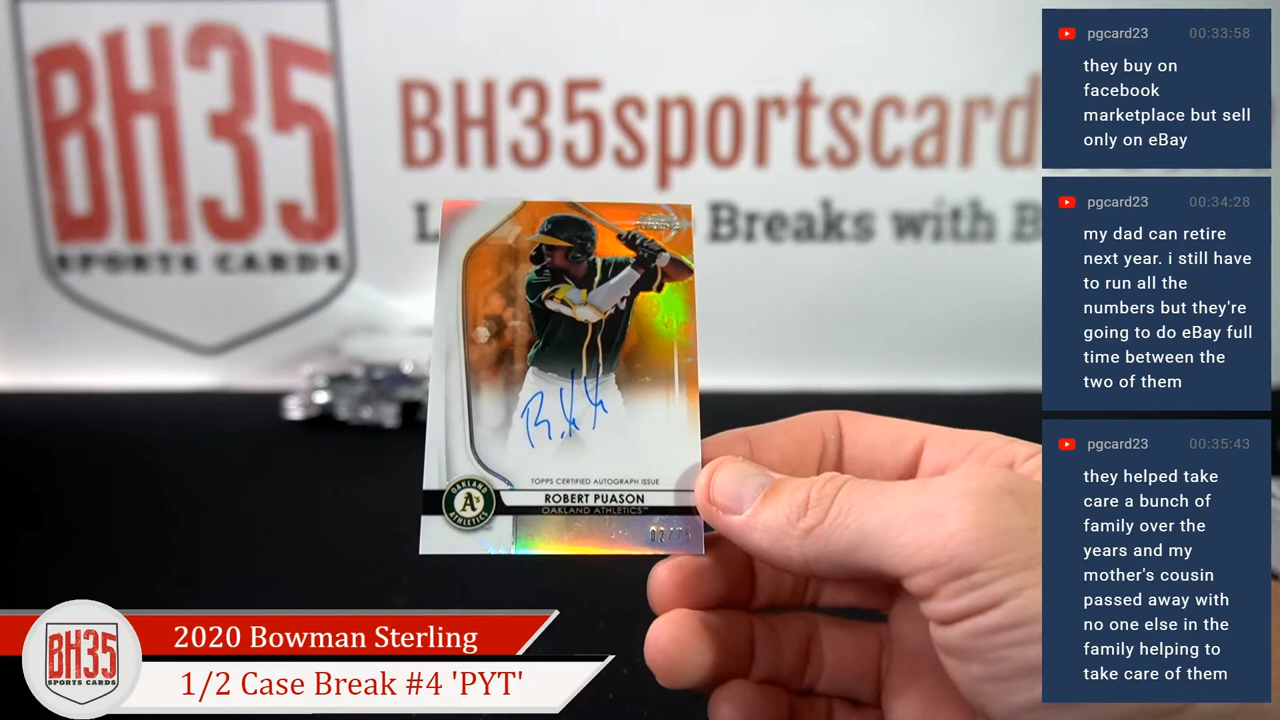 BH35
SPORTS CARDS
BH35sportscard
Breaks with B
TOPPS CERTIFIED AUTOGRAPH ISSUE
ROBERT PUASON
OAKLAND ATHLETICS™
OAKLAND
A's
ATHLETICS
BH35
SPORTS CARDS
2020 Bowman Sterling
1/2 Case Break #4 'PYT'
pgcard23 00:33:58
they buy on
facebook
marketplace but sell
only on eBay
pgcard23 00:34:28
my dad can retire
next year. i still have
to run all the
numbers but they're
going to do eBay full
time between the
two of them
pgcard23 00:35:43
they helped take
care a bunch of
family over the
years and my
mother's cousin
passed away with
no one else in the
family helping to
take care of them